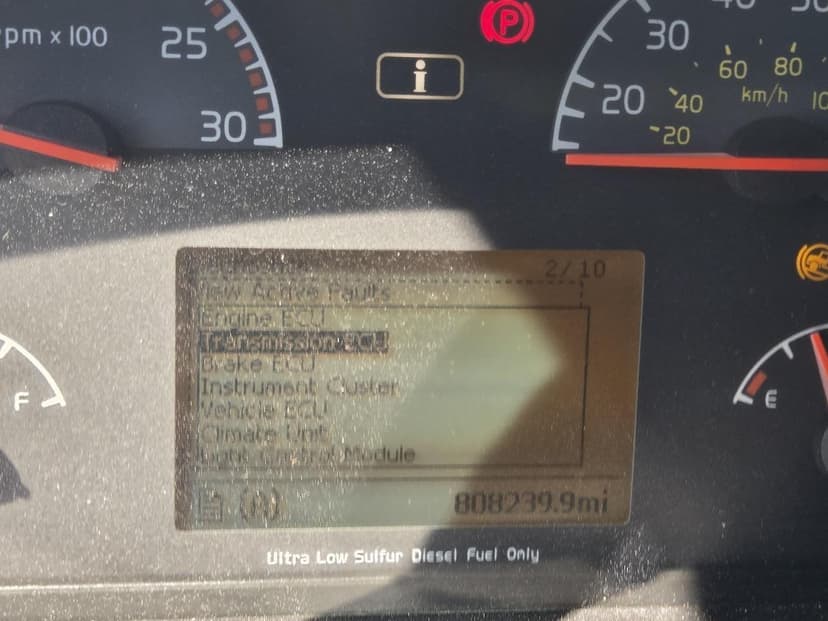 rpm x 100
25
30
P
i
30
20
60
80
40
km/h
20
2/10
View Active Faults
Engine ECU
Transmission ECU
Brake ECU
Instrument Cluster
Vehicle ECU
Climate Unit
Light Control Module
(A)
808239.9mi
F
E
Ultra Low Sulfur Diesel Fuel Only